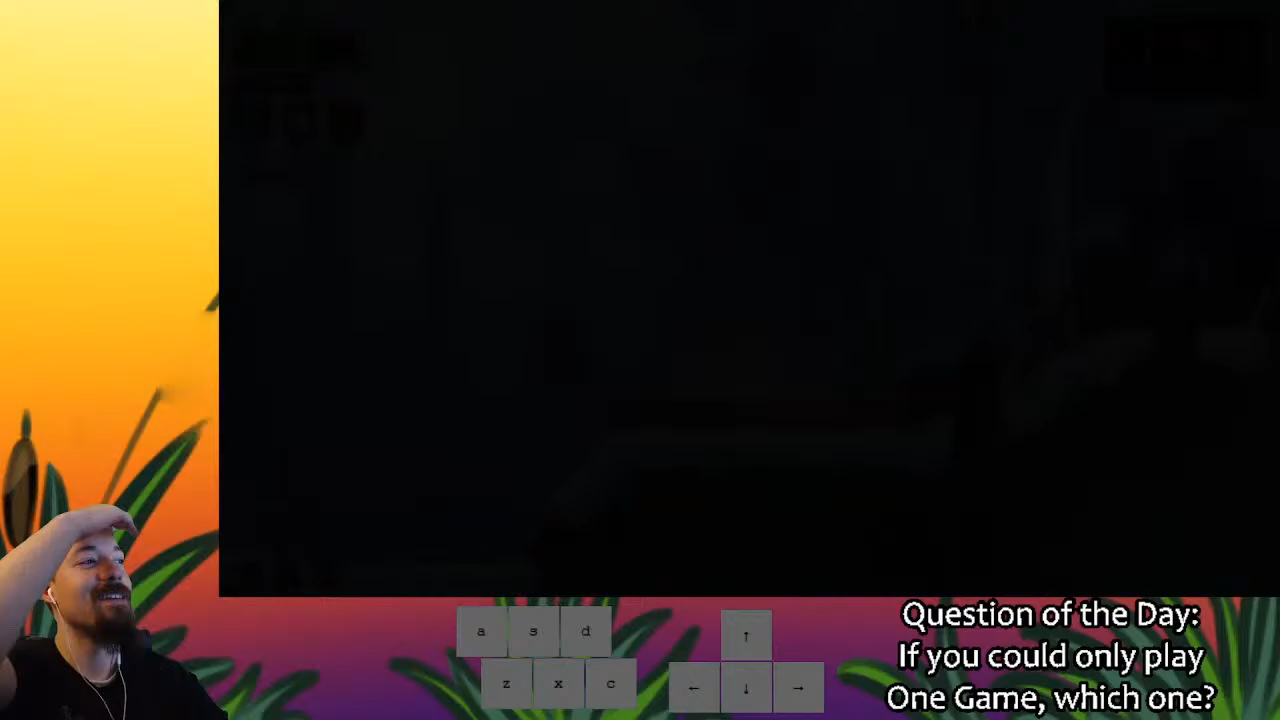 a s d
z x c
↑
← ↓ →
Question of the Day:
If you could only play
One Game, which one?